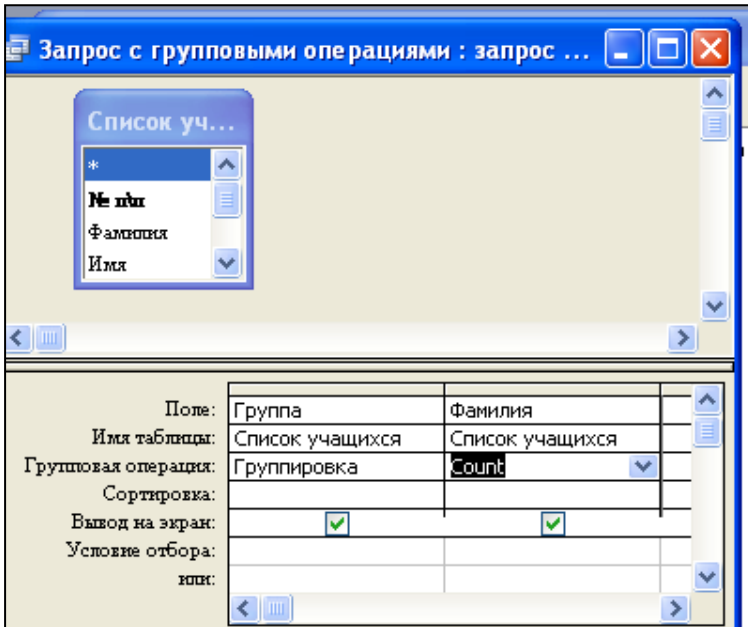 Запрос с групповыми операциями : запрос ...
Список уч...
*
№ п\п
Фамилия
Имя
Поле: Группа Фамилия
Имя таблицы: Список учащихся Список учащихся
Групповая операция: Группировка Count
Сортировка:
Вывод на экран:
Условие отбора:
или: